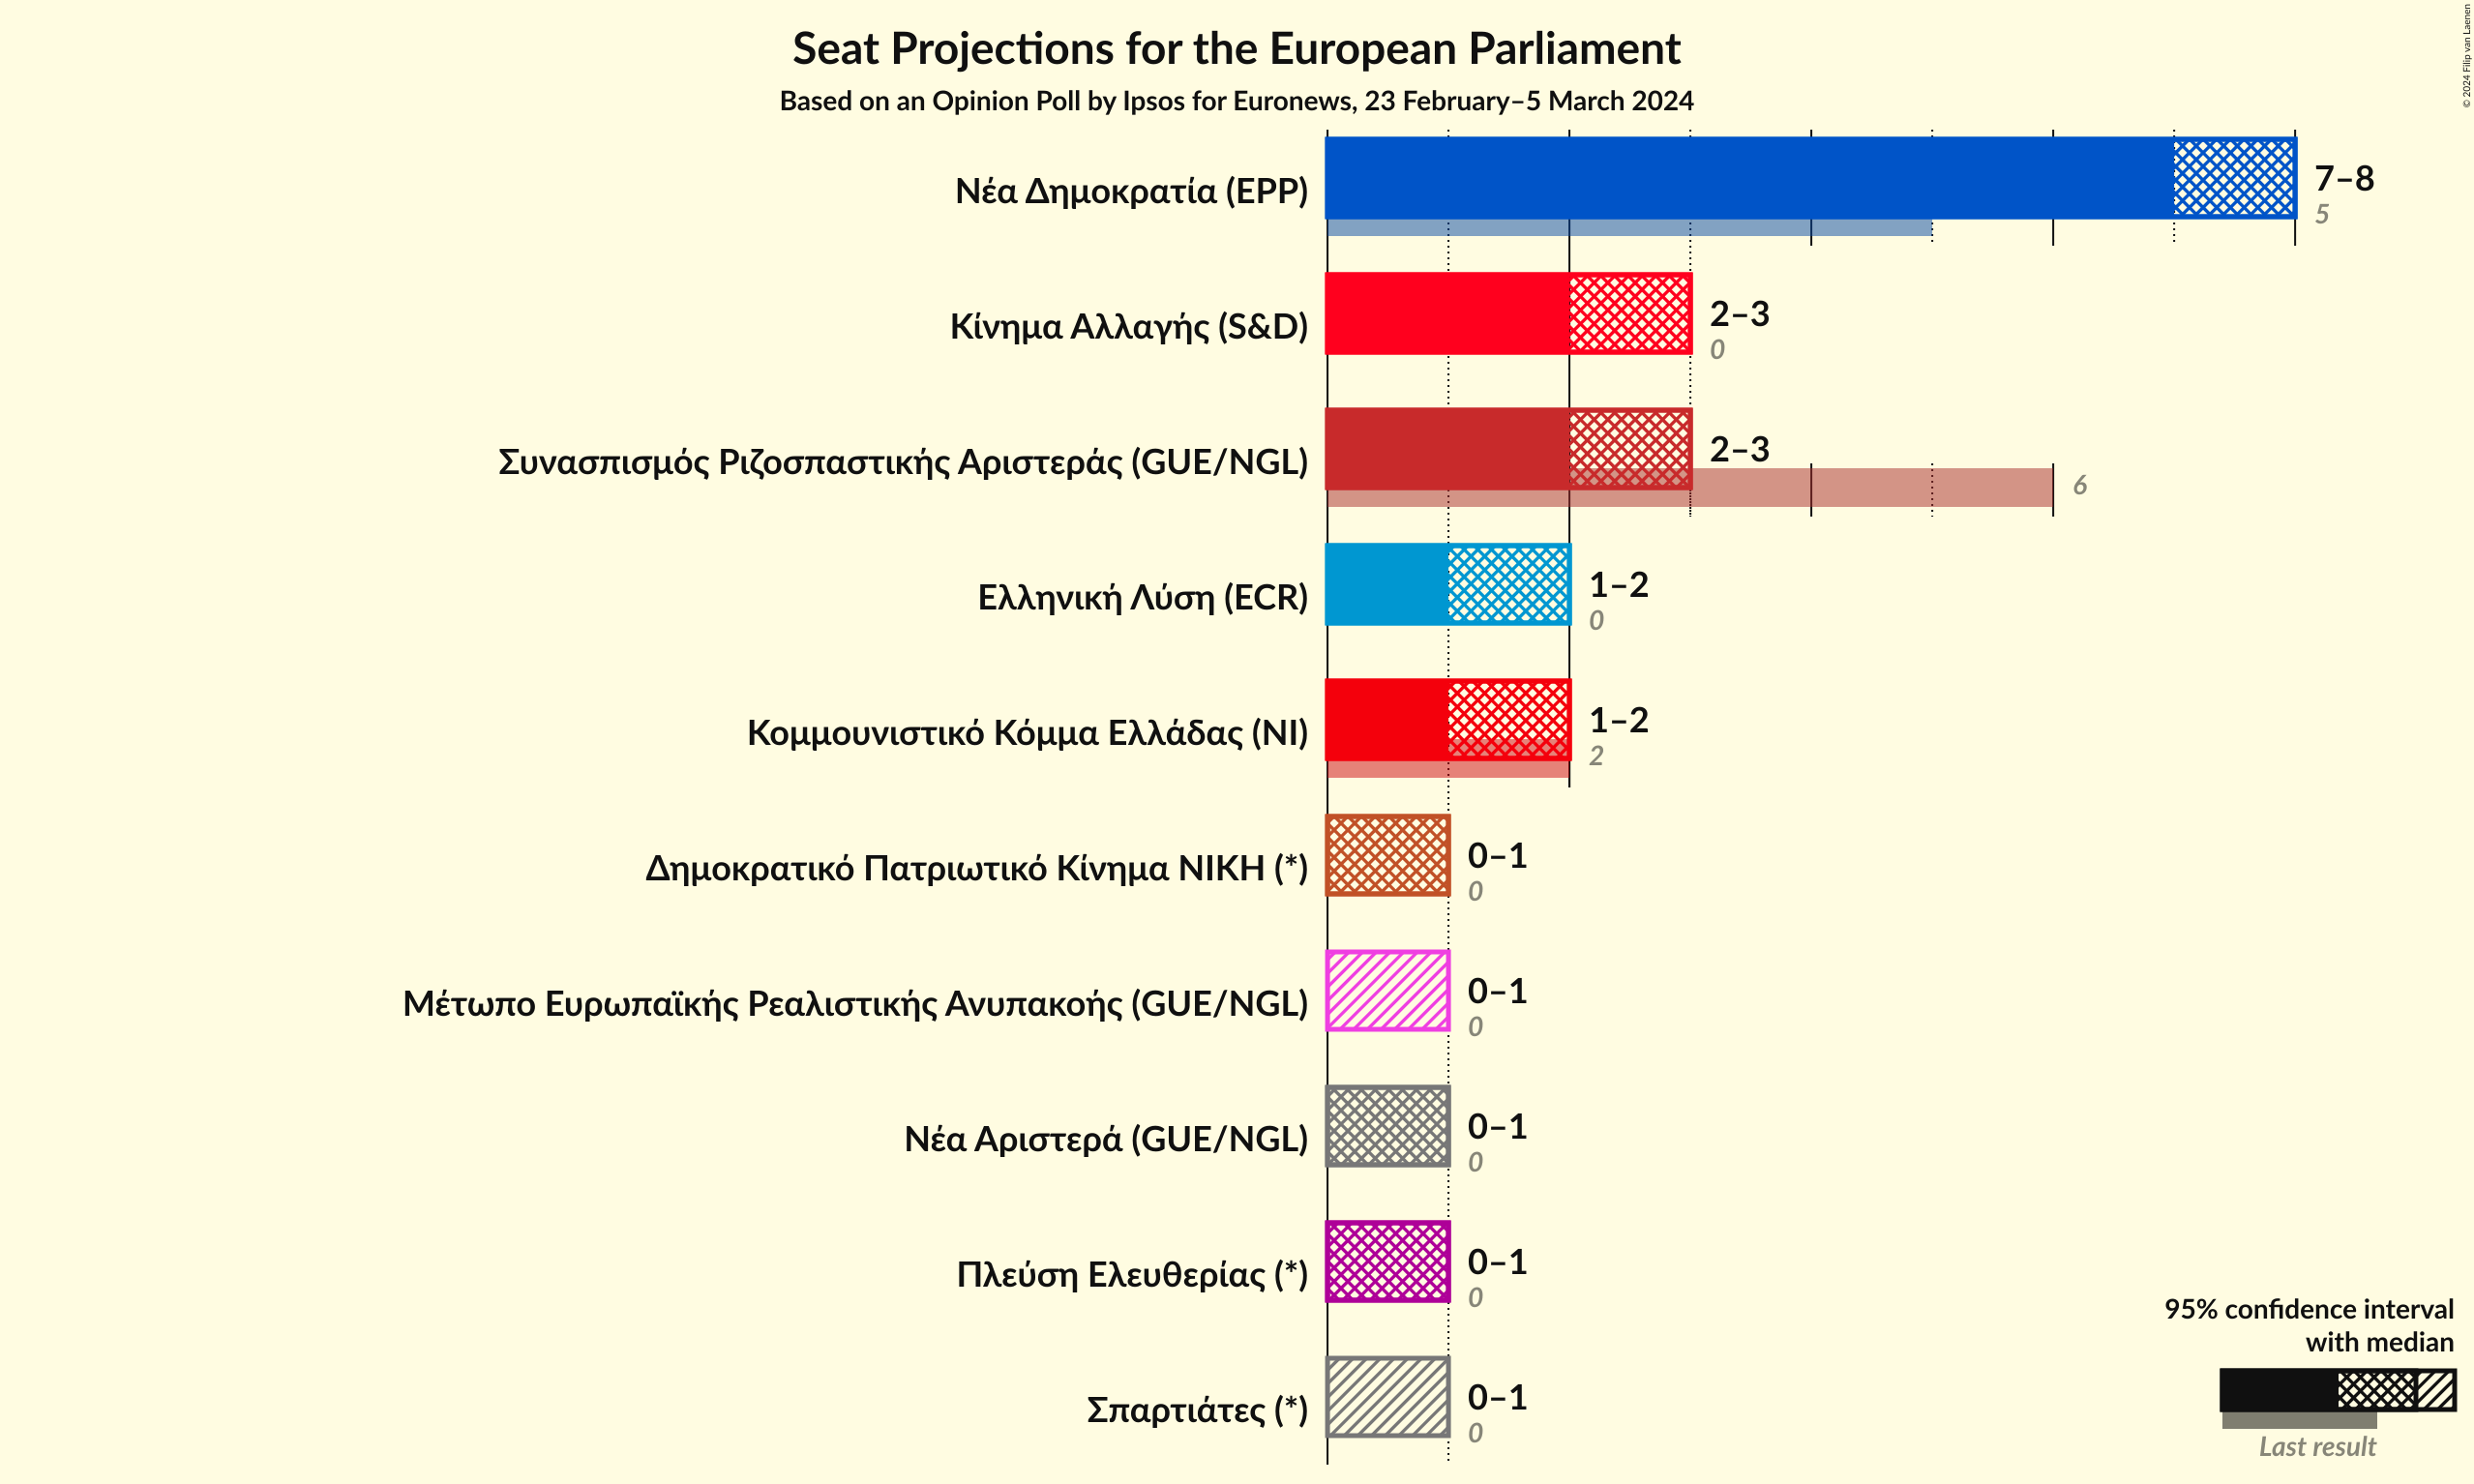 © 2024 Filip van Laenen
Seat Projections for the European Parliament
Based on an Opinion Poll by Ipsos for Euronews, 23 February–5 March 2024
Νέα Δημοκρατία (EPP)
7–8
5
Κίνημα Αλλαγής (S&D)
2–3
0
Συνασπισμός Ριζοσπαστικής Αριστεράς (GUE/NGL)
2–3
6
Ελληνική Λύση (ECR)
1–2
0
Κομμουνιστικό Κόμμα Ελλάδας (NI)
1–2
2
Δημοκρατικό Πατριωτικό Κίνημα ΝΙΚΗ (*)
0–1
0
Μέτωπο Ευρωπαϊκής Ρεαλιστικής Ανυπακοής (GUE/NGL)
0–1
0
Νέα Αριστερά (GUE/NGL)
0–1
0
Πλεύση Ελευθερίας (*)
0–1
0
Σπαρτιάτες (*)
0–1
0
95% confidence interval
with median
Last result